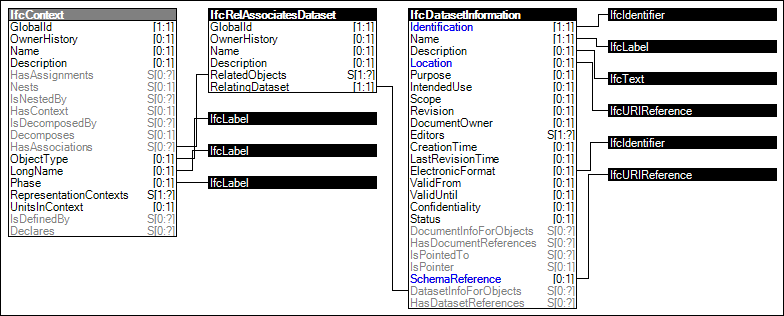 IfcContext
GlobalId [1:1]
OwnerHistory [0:1]
Name [0:1]
Description [0:1]
HasAssignments S[0:?]
Nests S[0:1]
IsNestedBy S[0:?]
HasContext S[0:1]
IsDecomposedBy S[0:?]
Decomposes S[0:1]
HasAssociations S[0:?]
ObjectType [0:1]
LongName [0:1]
Phase [0:1]
RepresentationContexts S[1:?]
UnitsInContext [0:1]
IsDefinedBy S[0:?]
Declares S[0:?]
IfcRelAssociatesDataset
GlobalId [1:1]
OwnerHistory [0:1]
Name [0:1]
Description [0:1]
RelatedObjects S[1:?]
RelatingDataset [1:1]
IfcLabel
IfcLabel
IfcLabel
IfcDatasetInformation
Identification [1:1]
Name [1:1]
Description [0:1]
Location [0:1]
Purpose [0:1]
IntendedUse [0:1]
Scope [0:1]
Revision [0:1]
DocumentOwner [0:1]
Editors S[1:?]
CreationTime [0:1]
LastRevisionTime [0:1]
ElectronicFormat [0:1]
ValidFrom [0:1]
ValidUntil [0:1]
Confidentiality [0:1]
Status [0:1]
DocumentInfoForObjects S[0:?]
HasDocumentReferences S[0:?]
IsPointedTo S[0:?]
IsPointer S[0:1]
SchemaReference [0:1]
DatasetInfoForObjects S[0:?]
HasDatasetReferences S[0:?]
IfcIdentifier
IfcLabel
IfcText
IfcURIReference
IfcIdentifier
IfcURIReference